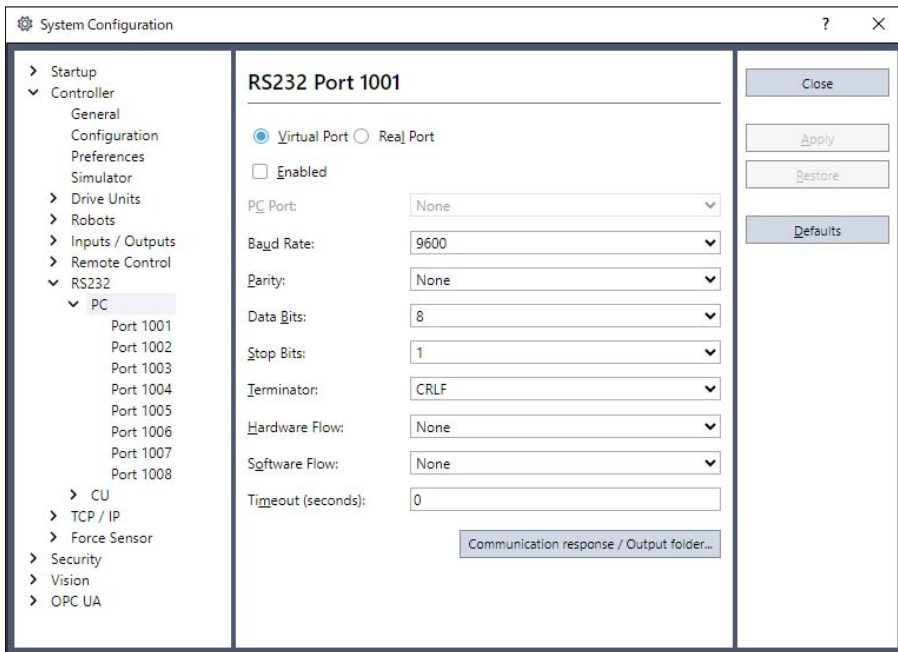 System Configuration
?
Startup
Controller
General
Configuration
Preferences
Simulator
Drive Units
Robots
Inputs / Outputs
Remote Control
RS232
PC
Port 1001
Port 1002
Port 1003
Port 1004
Port 1005
Port 1006
Port 1007
Port 1008
CU
TCP / IP
Force Sensor
Security
Vision
OPC UA
RS232 Port 1001
Virtual Port Real Port
Enabled
PC Port: None
Baud Rate: 9600
Parity: None
Data Bits: 8
Stop Bits: 1
Terminator: CRLF
Hardware Flow: None
Software Flow: None
Timeout (seconds): 0
Communication response / Output folder...
Close
Apply
Restore
Defaults